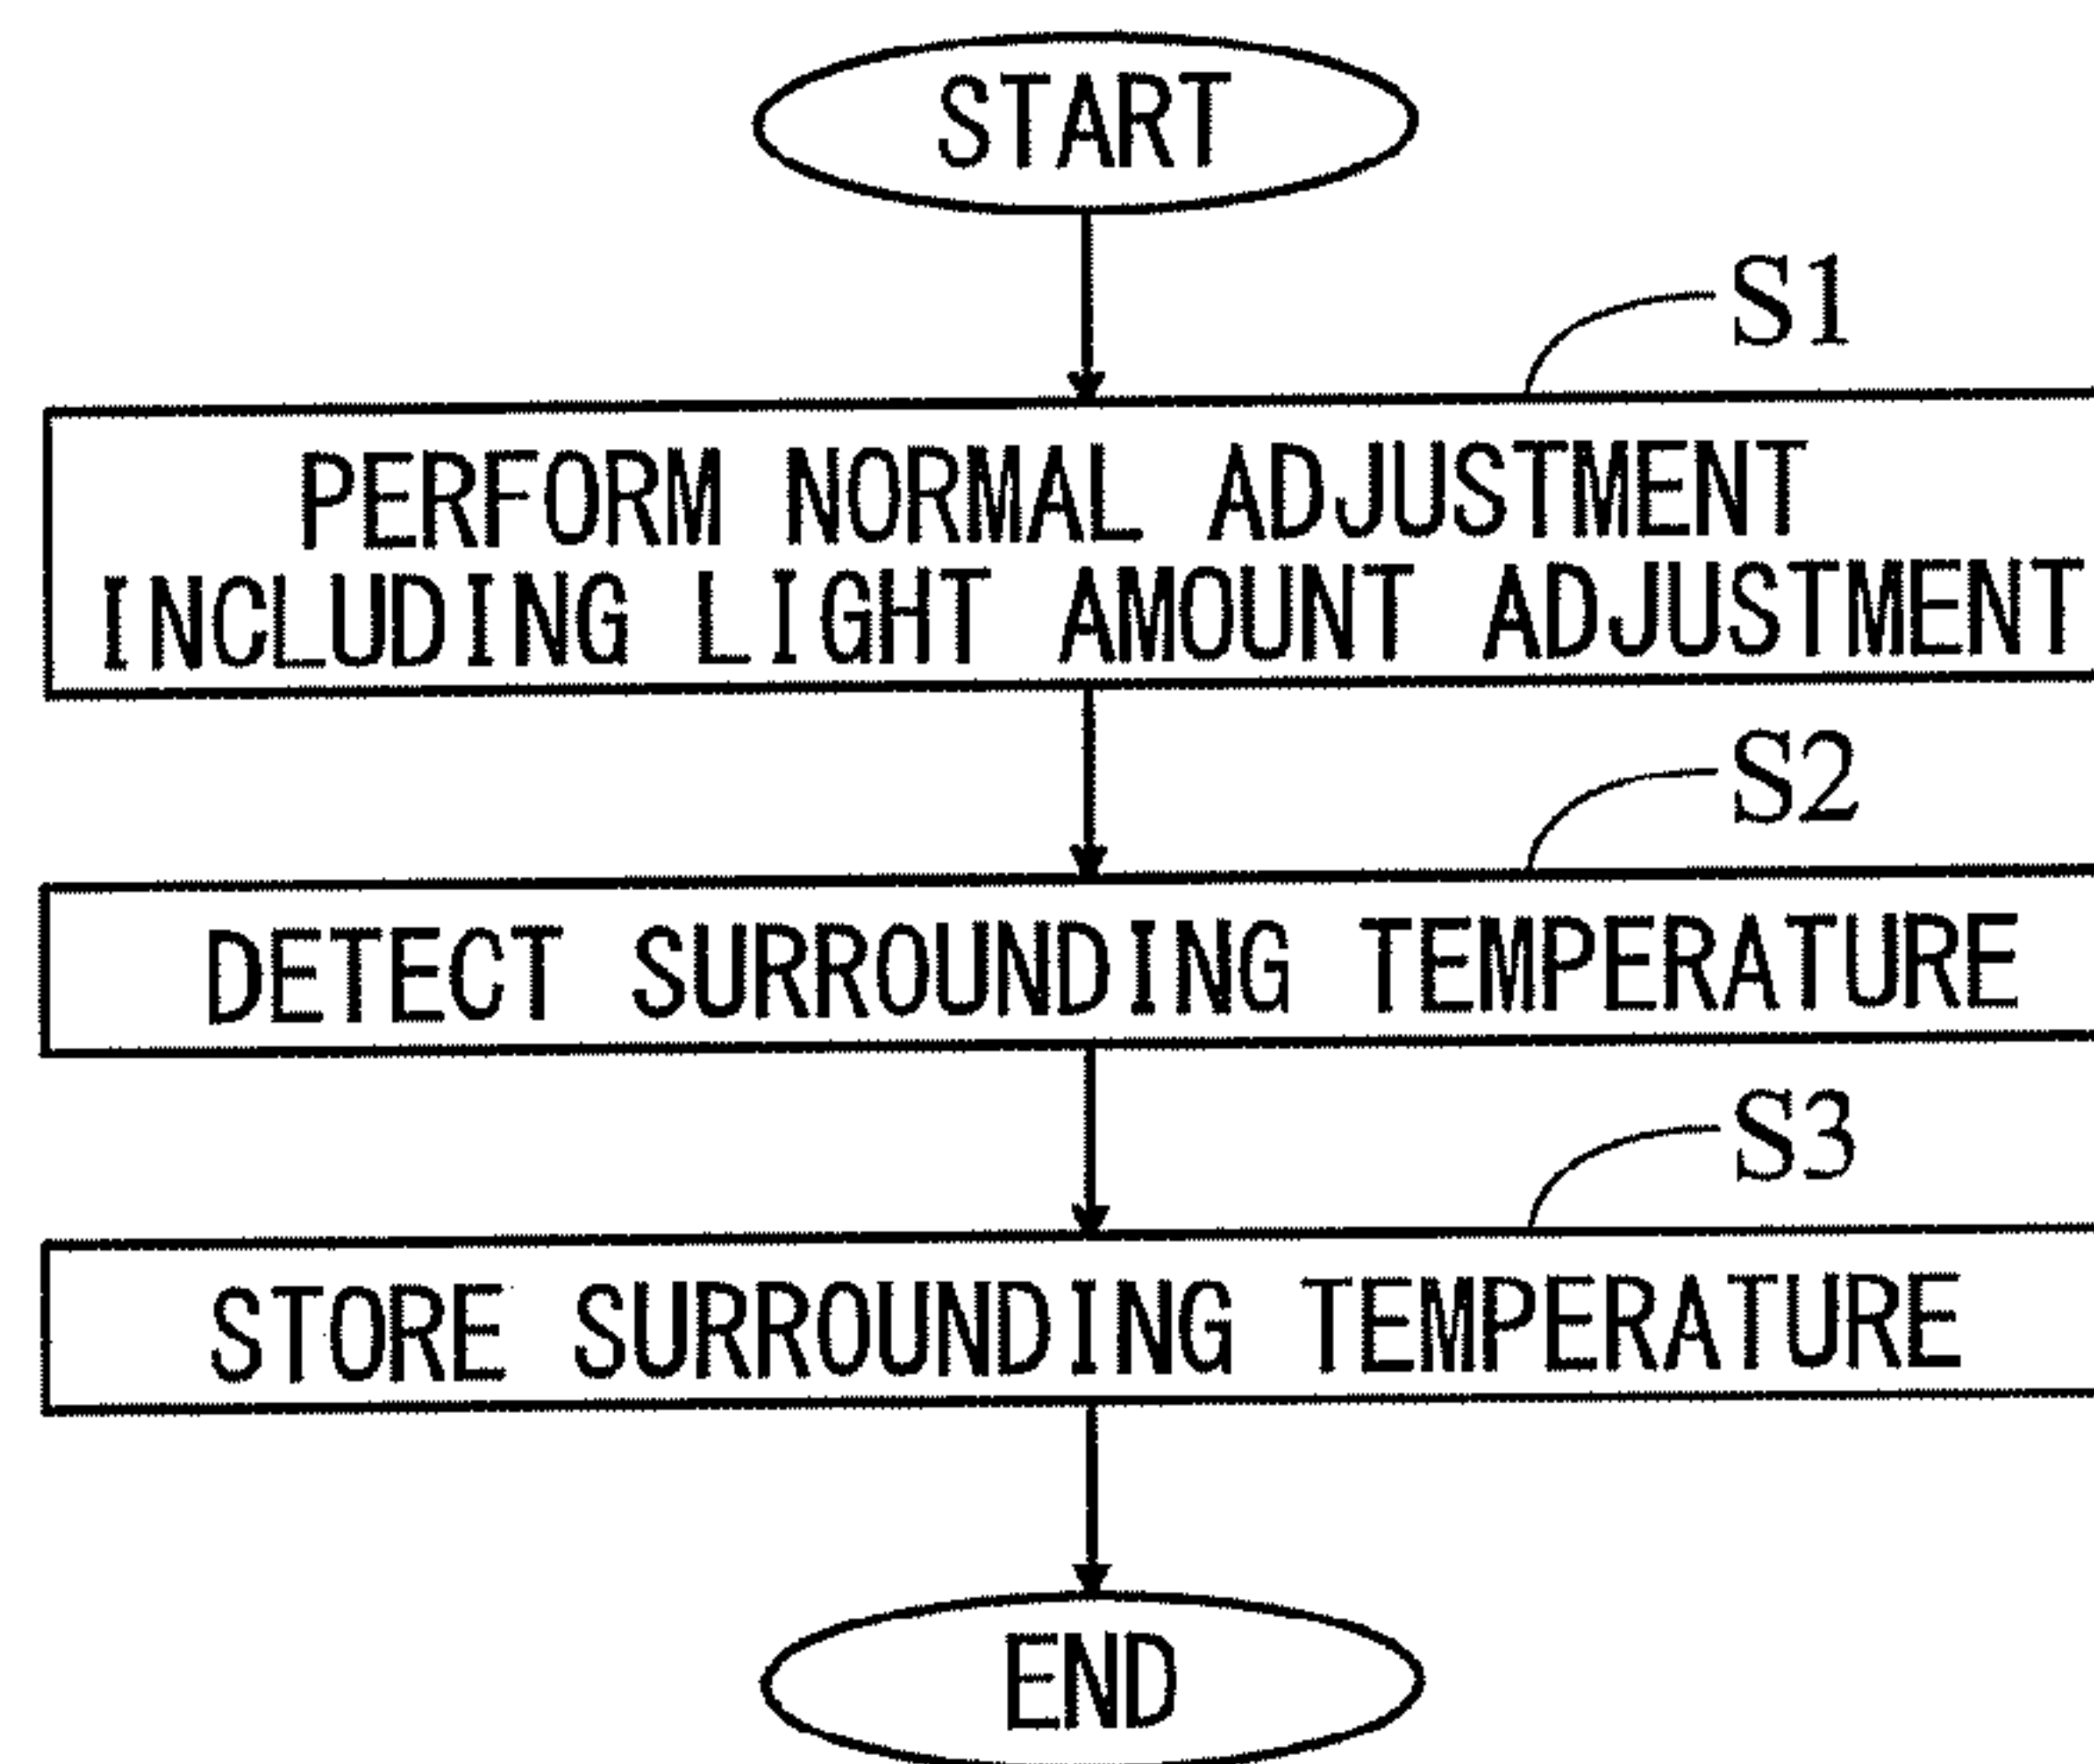 START
S1
PERFORM NORMAL ADJUSTMENT
INCLUDING LIGHT AMOUNT ADJUSTMENT
S2
DETECT SURROUNDING TEMPERATURE
S3
STORE SURROUNDING TEMPERATURE
END